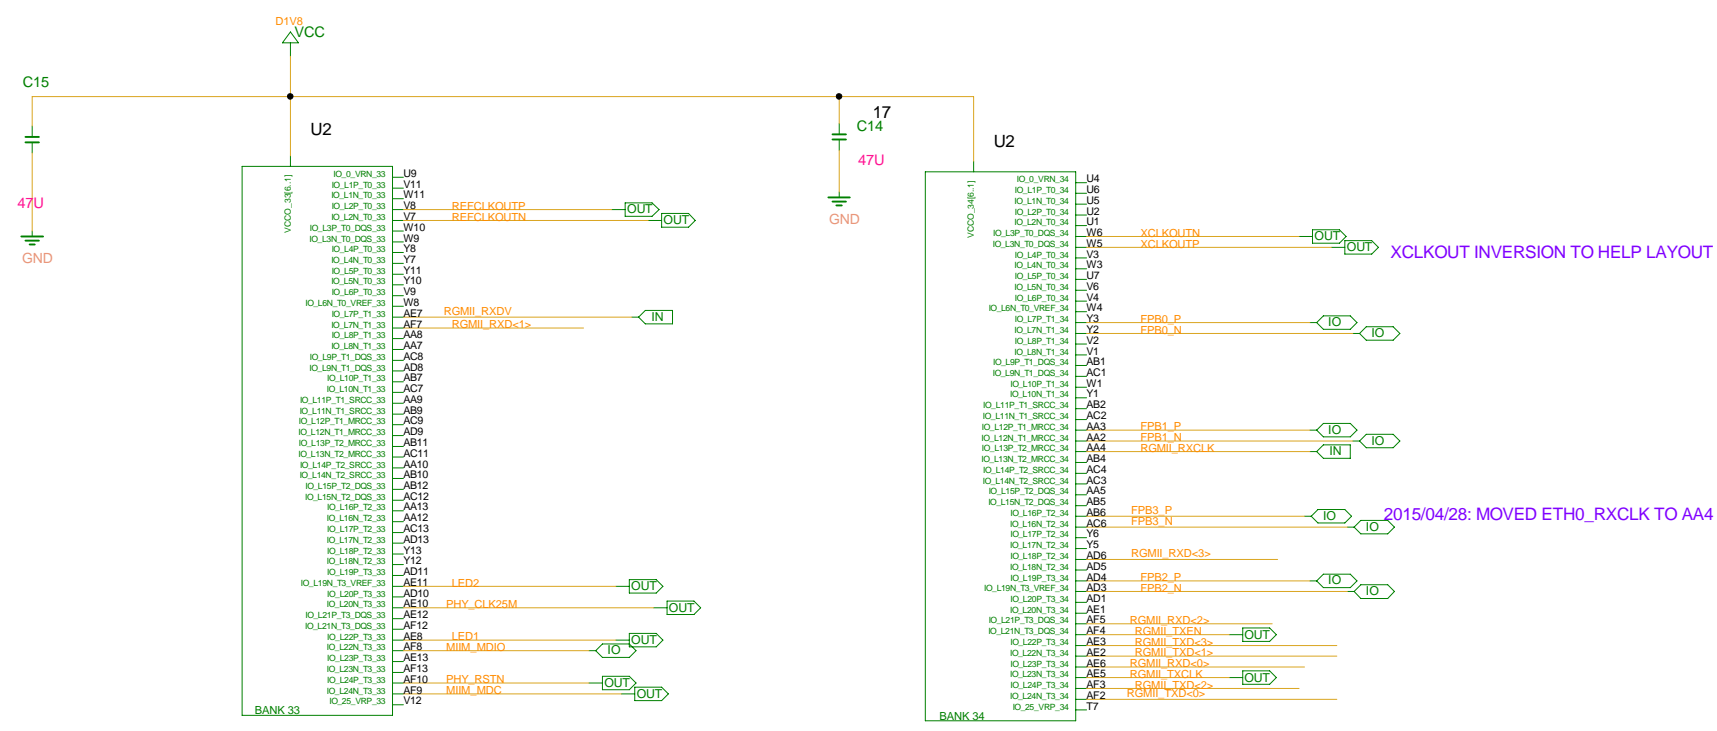 D1V8
VCC
C15
47U
GND
17
C14
47U
GND
U2
VCCO_33[6..1]
IO_0_VRN_33 U9
IO_L1P_T0_33 V11
IO_L1N_T0_33 W11
IO_L2P_T0_33 V8 REFCLKOUTP OUT
IO_L2N_T0_33 V7 REFCLKOUTN OUT
IO_L3P_T0_DQS_33 W10
IO_L3N_T0_DQS_33 W9
IO_L4P_T0_33 Y8
IO_L4N_T0_33 Y7
IO_L5P_T0_33 Y11
IO_L5N_T0_33 Y10
IO_L6P_T0_33 V9
IO_L6N_T0_VREF_33 W8
IO_L7P_T1_33 AE7 RGMII_RXDV IN
IO_L7N_T1_33 AF7 RGMII_RXD<1>
IO_L8P_T1_33 AA8
IO_L8N_T1_33 AA7
IO_L9P_T1_DQS_33 AC8
IO_L9N_T1_DQS_33 AD8
IO_L10P_T1_33 AB7
IO_L10N_T1_33 AC7
IO_L11P_T1_SRCC_33 AA9
IO_L11N_T1_SRCC_33 AB9
IO_L12P_T1_MRCC_33 AC9
IO_L12N_T1_MRCC_33 AD9
IO_L13P_T2_MRCC_33 AB11
IO_L13N_T2_MRCC_33 AC11
IO_L14P_T2_SRCC_33 AA10
IO_L14N_T2_SRCC_33 AB10
IO_L15P_T2_DQS_33 AB12
IO_L15N_T2_DQS_33 AC12
IO_L16P_T2_33 AA13
IO_L16N_T2_33 AA12
IO_L17P_T2_33 AC13
IO_L17N_T2_33 AD13
IO_L18P_T2_33 Y13
IO_L18N_T2_33 Y12
IO_L19P_T3_33 AD11
IO_L19N_T3_VREF_33 AE11 LED2 OUT
IO_L20P_T3_33 AD10
IO_L20N_T3_33 AE10 PHY_CLK25M OUT
IO_L21P_T3_DQS_33 AE12
IO_L21N_T3_DQS_33 AF12
IO_L22P_T3_33 AE8 LED1 OUT
IO_L22N_T3_33 AF8 MIIM_MDIO IO
IO_L23P_T3_33 AE13
IO_L23N_T3_33 AF13
IO_L24P_T3_33 AF10 PHY_RSTN OUT
IO_L24N_T3_33 AF9 MIIM_MDC OUT
IO_25_VRP_33 V12
BANK 33
U2
VCCO_34[6..1]
IO_0_VRN_34 U4
IO_L1P_T0_34 U6
IO_L1N_T0_34 U5
IO_L2P_T0_34 U2
IO_L2N_T0_34 U1
IO_L3P_T0_DQS_34 W6 XCLKOUTN OUT
IO_L3N_T0_DQS_34 W5 XCLKOUTP OUT
XCLKOUT INVERSION TO HELP LAYOUT
IO_L4P_T0_34 V3
IO_L4N_T0_34 W3
IO_L5P_T0_34 U7
IO_L5N_T0_34 V6
IO_L6P_T0_34 V4
IO_L6N_T0_VREF_34 W4
IO_L7P_T1_34 Y3 FPB0_P IO
IO_L7N_T1_34 Y2 FPB0_N IO
IO_L8P_T1_34 V2
IO_L8N_T1_34 V1
IO_L9P_T1_DQS_34 AB1
IO_L9N_T1_DQS_34 AC1
IO_L10P_T1_34 W1
IO_L10N_T1_34 Y1
IO_L11P_T1_SRCC_34 AB2
IO_L11N_T1_SRCC_34 AC2
IO_L12P_T1_MRCC_34 AA3 FPB1_P IO
IO_L12N_T1_MRCC_34 AA2 FPB1_N IO
IO_L13P_T2_MRCC_34 AA4 RGMII_RXCLK IN
IO_L13N_T2_MRCC_34 AB4
IO_L14P_T2_SRCC_34 AC4
IO_L14N_T2_SRCC_34 AC3
IO_L15P_T2_DQS_34 AA5
IO_L15N_T2_DQS_34 AB5
IO_L16P_T2_34 AB6 FPB3_P IO
2015/04/28: MOVED ETH0_RXCLK TO AA4
IO_L16N_T2_34 AC6 FPB3_N IO
IO_L17P_T2_34 Y6
IO_L17N_T2_34 Y5
IO_L18P_T2_34 AD6 RGMII_RXD<3>
IO_L18N_T2_34 AD5
IO_L19P_T3_34 AD4 FPB2_P IO
IO_L19N_T3_VREF_34 AD3 FPB2_N IO
IO_L20P_T3_34 AD1
IO_L20N_T3_34 AE1
IO_L21P_T3_DQS_34 AF5 RGMII_RXD<2>
IO_L21N_T3_DQS_34 AF4 RGMII_TXEN OUT
IO_L22P_T3_34 AE3 RGMII_TXD<3>
IO_L22N_T3_34 AE2 RGMII_TXD<1>
IO_L23P_T3_34 AE6 RGMII_RXD<0>
IO_L23N_T3_34 AE5 RGMII_TXCLK OUT
IO_L24P_T3_34 AF3 RGMII_TXD<2>
IO_L24N_T3_34 AF2 RGMII_TXD<0>
IO_25_VRP_34 T7
BANK 34